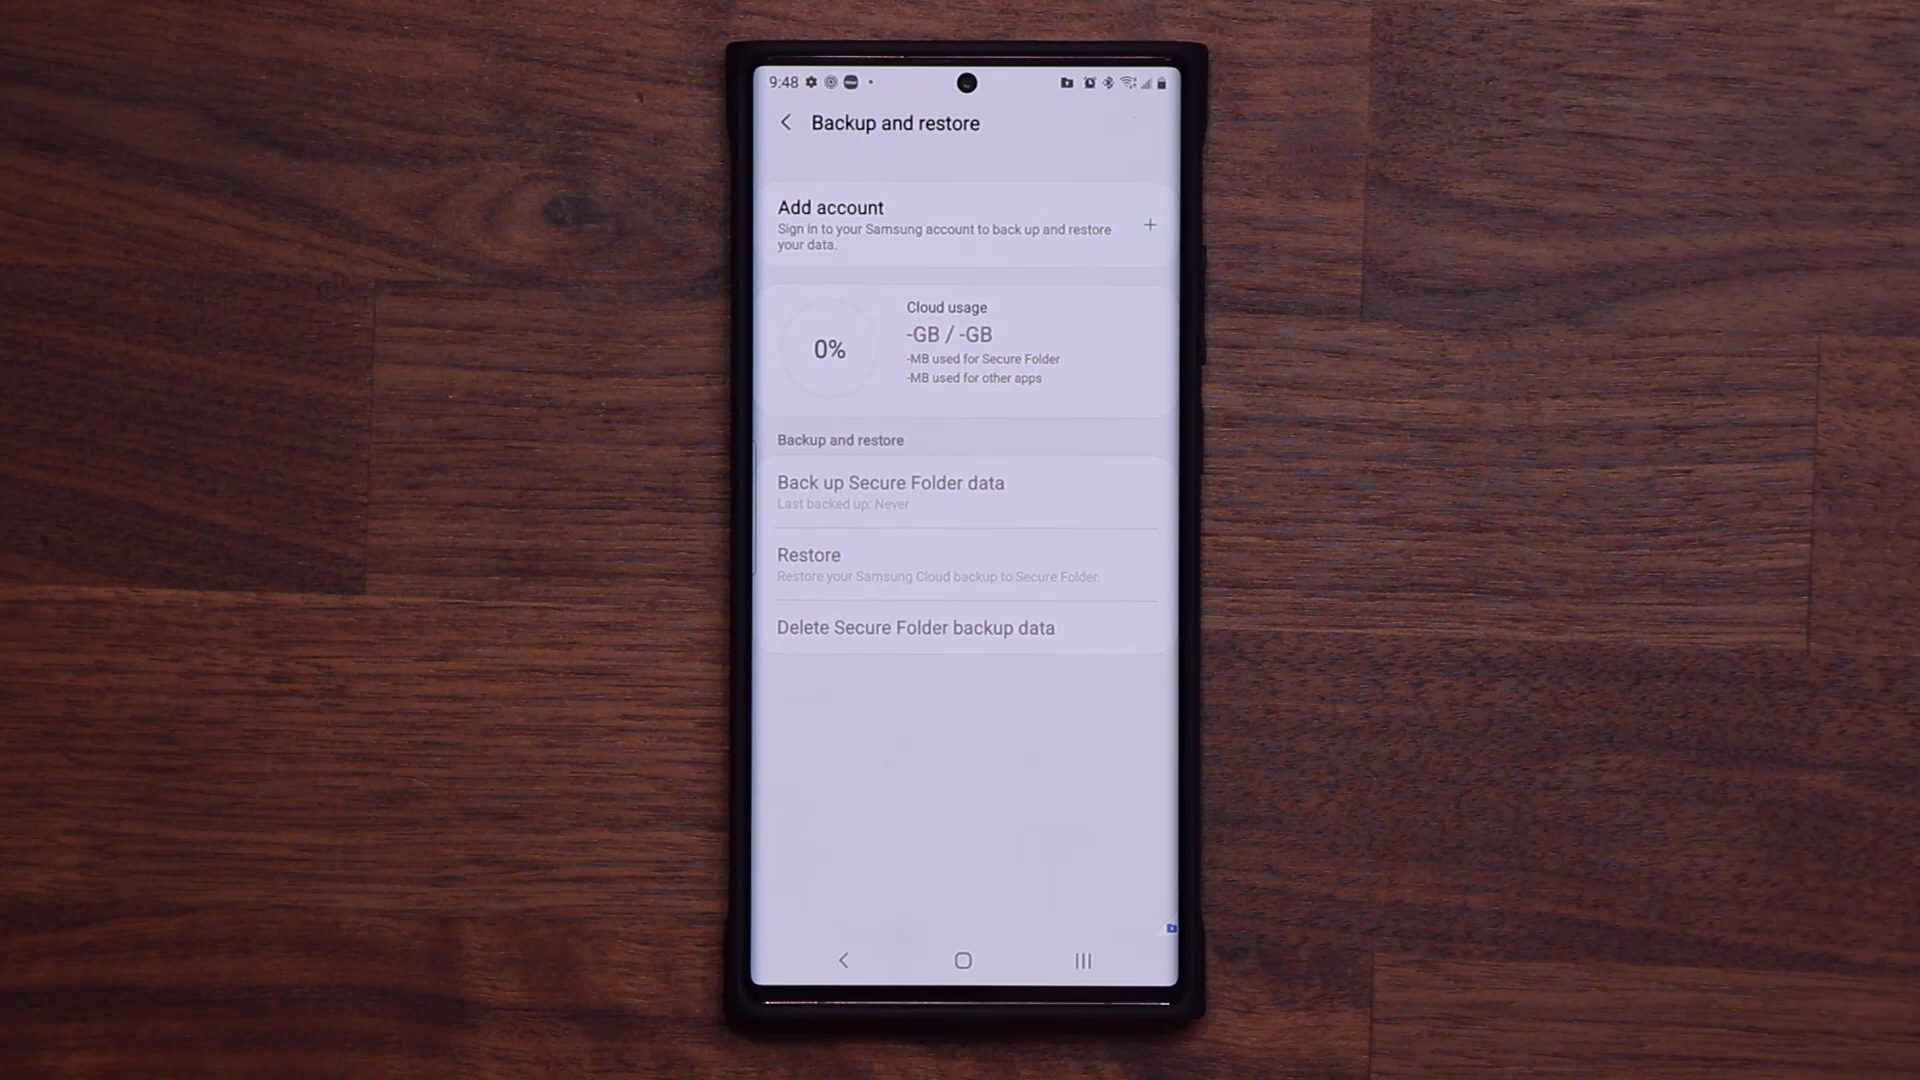 9:48
Backup and restore
Add account
Sign in to your Samsung account to back up and restore
your data.
0%
Cloud usage
-GB / -GB
-MB used for Secure Folder
-MB used for other apps
Backup and restore
Back up Secure Folder data
Last backed up: Never
Restore
Restore your Samsung Cloud backup to Secure Folder.
Delete Secure Folder backup data